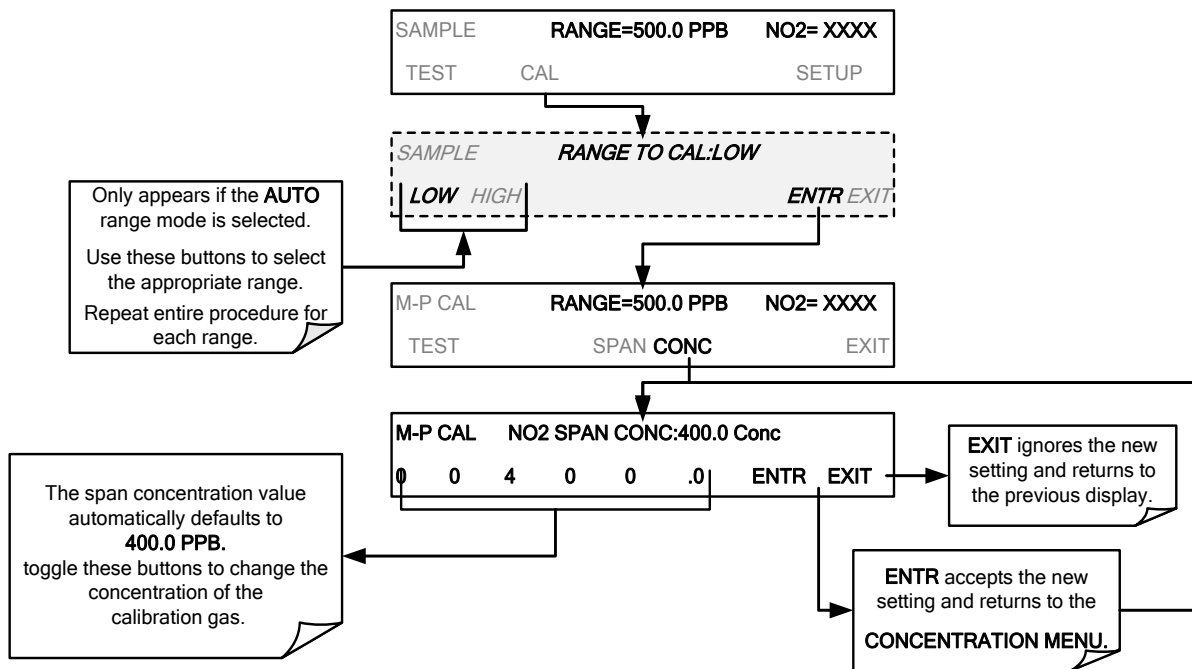 SAMPLE RANGE=500.0 PPB NO2= XXXX
TEST CAL SETUP
SAMPLE RANGE TO CAL:LOW
LOW HIGH ENTR EXIT
Only appears if the AUTO
range mode is selected.
Use these buttons to select
the appropriate range.
Repeat entire procedure for
each range.
M-P CAL RANGE=500.0 PPB NO2= XXXX
TEST SPAN CONC EXIT
M-P CAL NO2 SPAN CONC:400.0 Conc
0 0 4 0 0 .0 ENTR EXIT
EXIT ignores the new
setting and returns to
the previous display.
The span concentration value
automatically defaults to
400.0 PPB.
toggle these buttons to change the
concentration of the
calibration gas.
ENTR accepts the new
setting and returns to the
CONCENTRATION MENU.